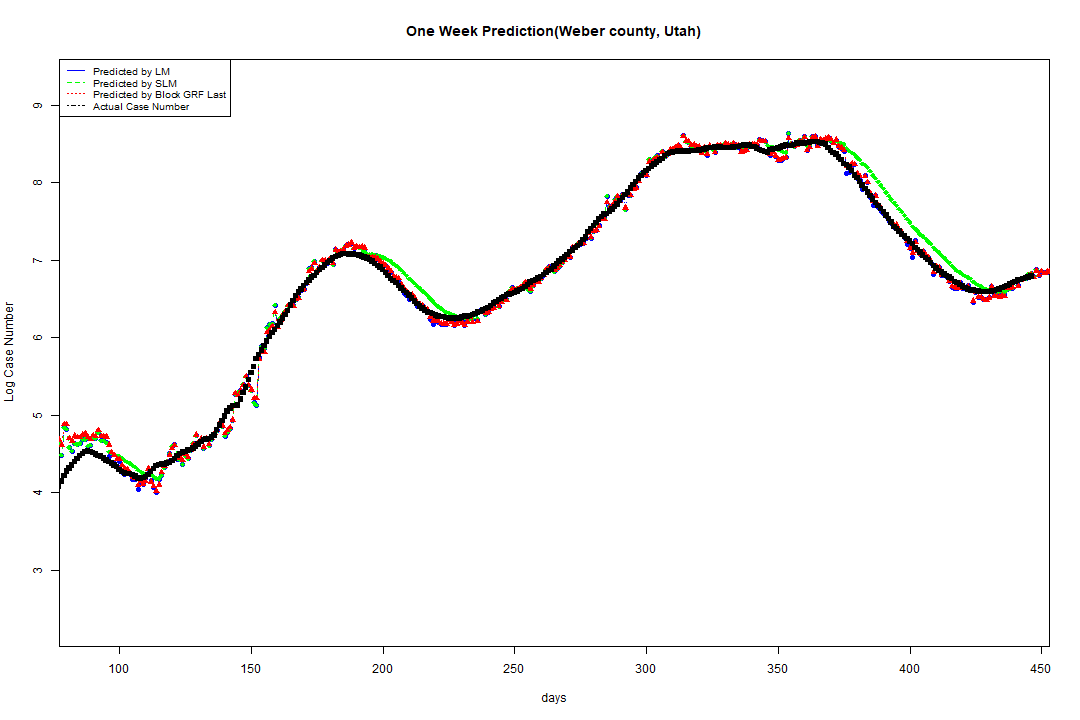 One Week Prediction(Weber county, Utah)
Predicted by LM
Predicted by SLM
Predicted by Block GRF Last
Actual Case Number
9
8
7
6
5
4
3
Log Case Number
100 150 200 250 300 350 400 450
days